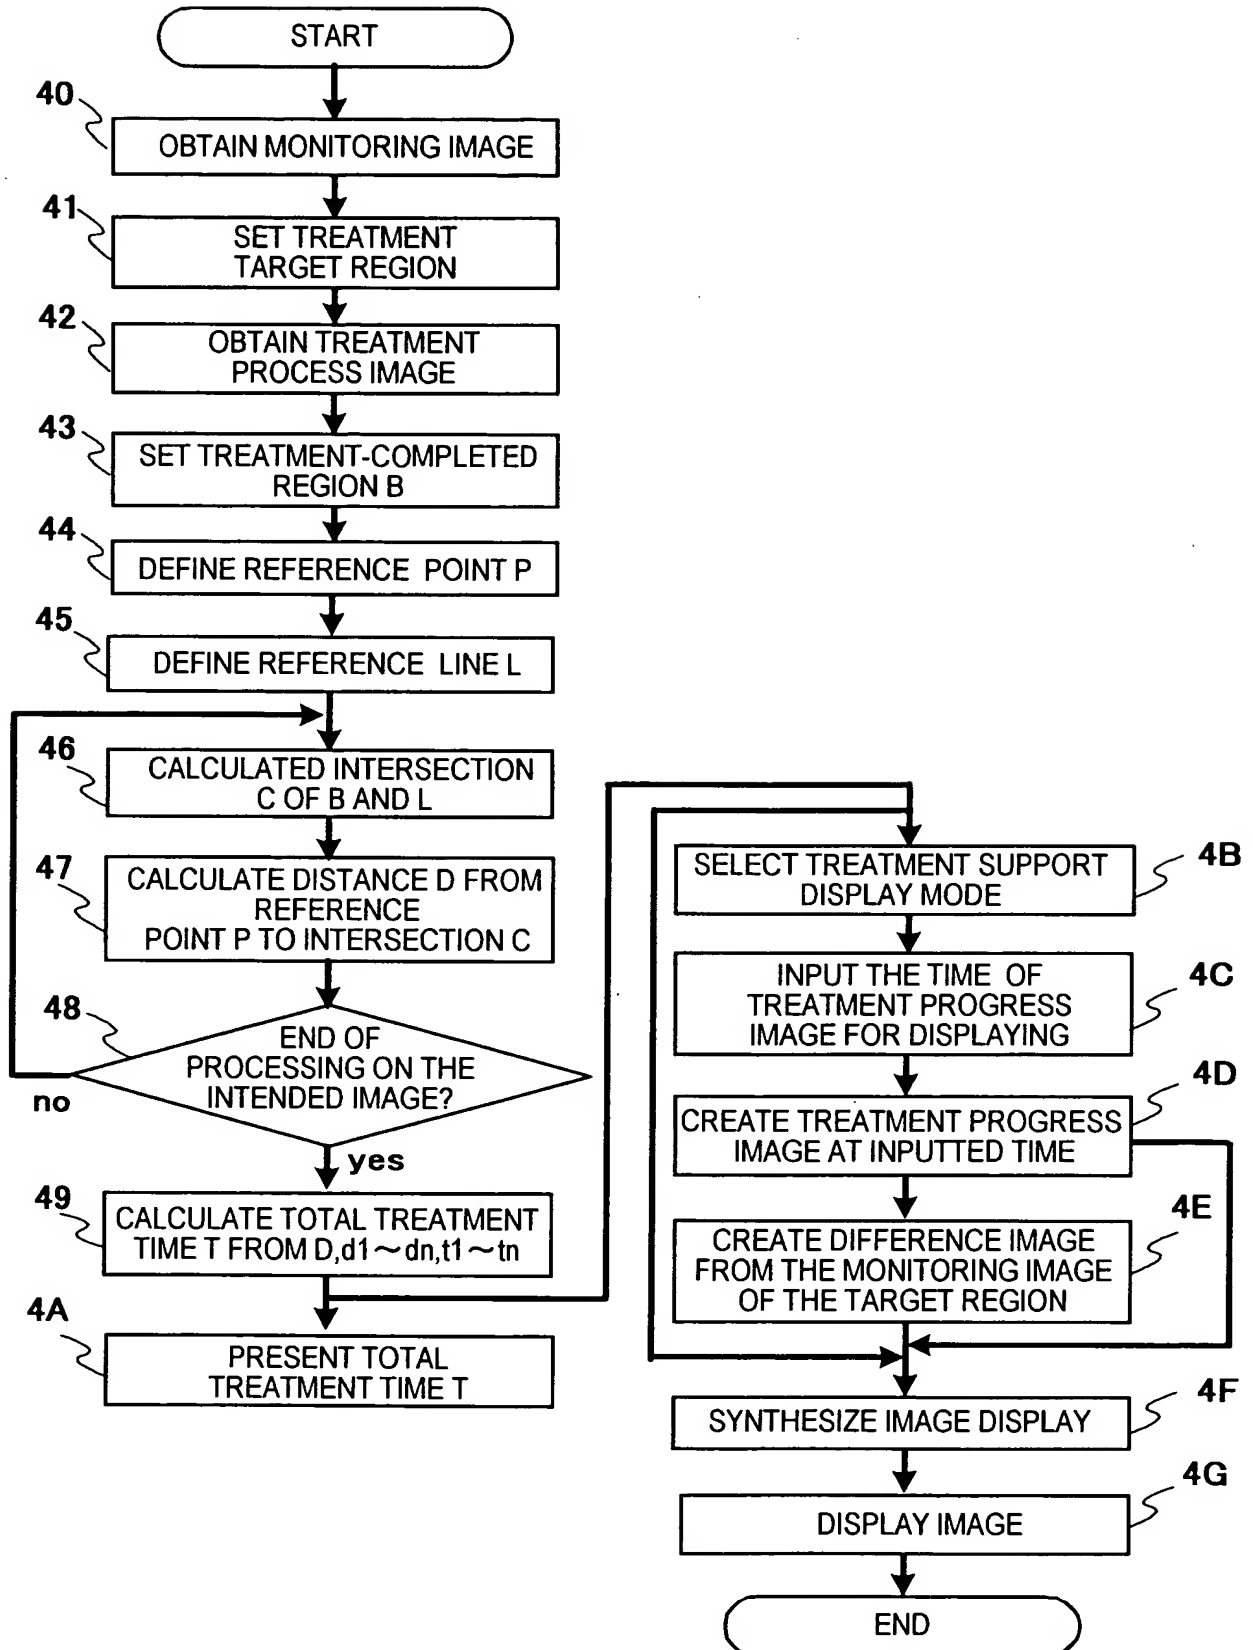 START
40
OBTAIN MONITORING IMAGE
41
SET TREATMENT
TARGET REGION
42
OBTAIN TREATMENT
PROCESS IMAGE
43
SET TREATMENT-COMPLETED
REGION B
44
DEFINE REFERENCE POINT P
45
DEFINE REFERENCE LINE L
46
CALCULATED INTERSECTION
C OF B AND L
47
CALCULATE DISTANCE D FROM
REFERENCE
POINT P TO INTERSECTION C
48
END OF
PROCESSING ON THE
INTENDED IMAGE?
no
yes
49
CALCULATE TOTAL TREATMENT
TIME T FROM D,d1~dn,t1~tn
4A
PRESENT TOTAL
TREATMENT TIME T
4B
SELECT TREATMENT SUPPORT
DISPLAY MODE
4C
INPUT THE TIME OF
TREATMENT PROGRESS
IMAGE FOR DISPLAYING
4D
CREATE TREATMENT PROGRESS
IMAGE AT INPUTTED TIME
4E
CREATE DIFFERENCE IMAGE
FROM THE MONITORING IMAGE
OF THE TARGET REGION
4F
SYNTHESIZE IMAGE DISPLAY
4G
DISPLAY IMAGE
END